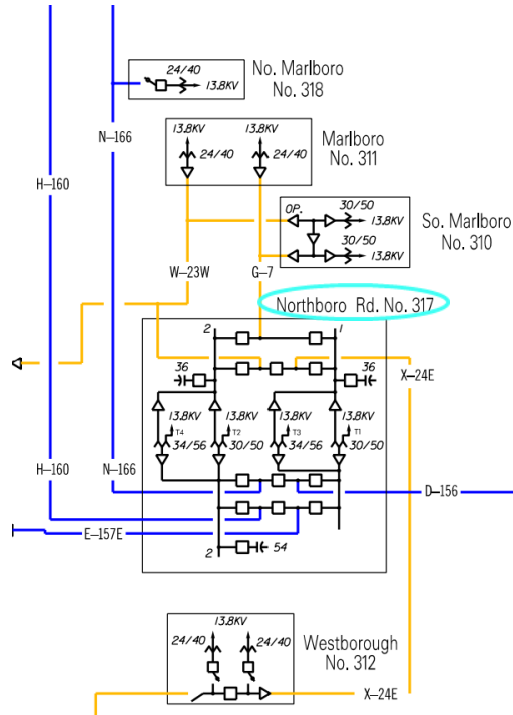 24/40
13.8KV
No. Marlboro
No. 318
N–166
13.8KV 13.8KV
24/40 24/40
Marlboro
No. 311
H–160
OP. 30/50
13.8KV
30/50
13.8KV
So. Marlboro
No. 310
W–23W G–7
Northboro Rd. No. 317
2 1
36 36
X–24E
13.8KV 13.8KV 13.8KV 13.8KV
T4 T2 T3 T1
34/56 30/50 34/56 30/50
H–160 N–166
D–156
E–157E
2 54
13.8KV
24/40 24/40
Westborough
No. 312
X–24E